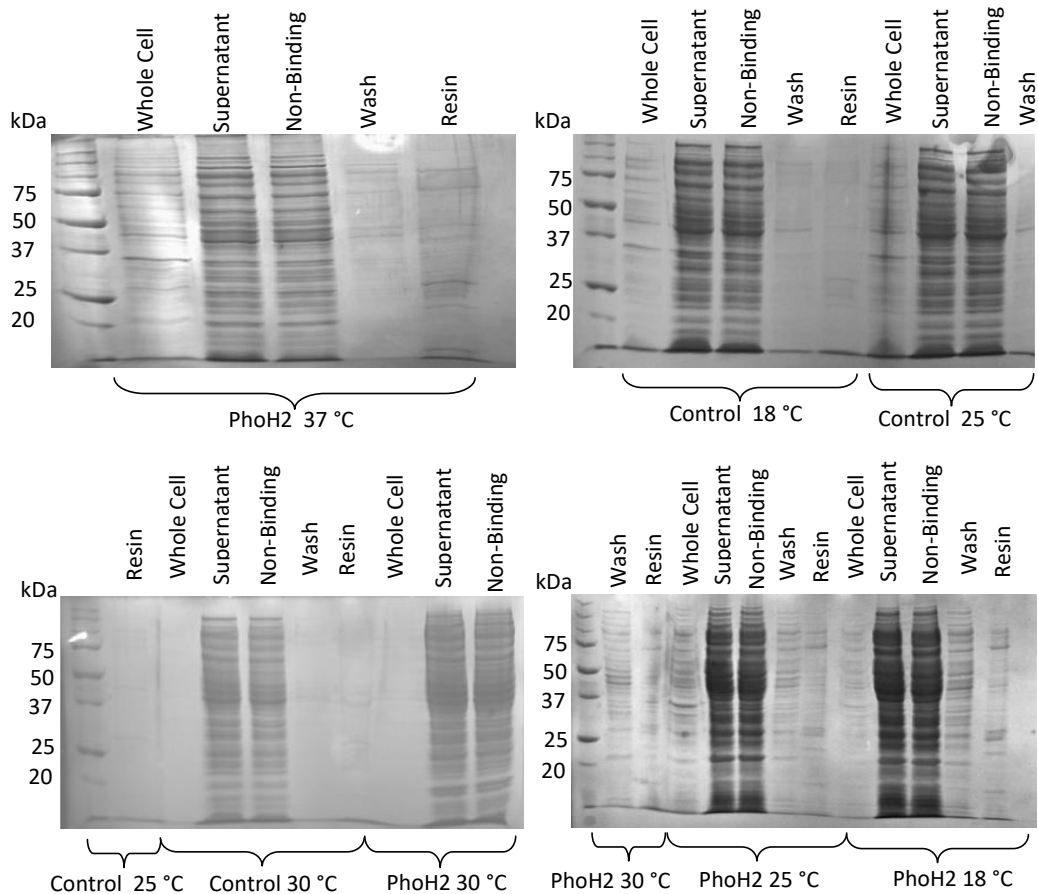 Whole Cell
Supernatant
Non-Binding
Wash
Resin
kDa
75
50
37
25
20
PhoH2 37 °C
Whole Cell
Supernatant
Non-Binding
Wash
Resin
Whole Cell
Supernatant
Non-Binding
Wash
kDa
75
50
37
25
20
Control 18 °C
Control 25 °C
Resin
Whole Cell
Supernatant
Non-Binding
Wash
Resin
Whole Cell
Supernatant
Non-Binding
kDa
75
50
37
25
20
Control 25 °C
Control 30 °C
PhoH2 30 °C
Wash
Resin
Whole Cell
Supernatant
Non-Binding
Wash
Resin
Whole Cell
Supernatant
Non-Binding
Wash
Resin
kDa
75
50
37
25
20
PhoH2 30 °C
PhoH2 25 °C
PhoH2 18 °C